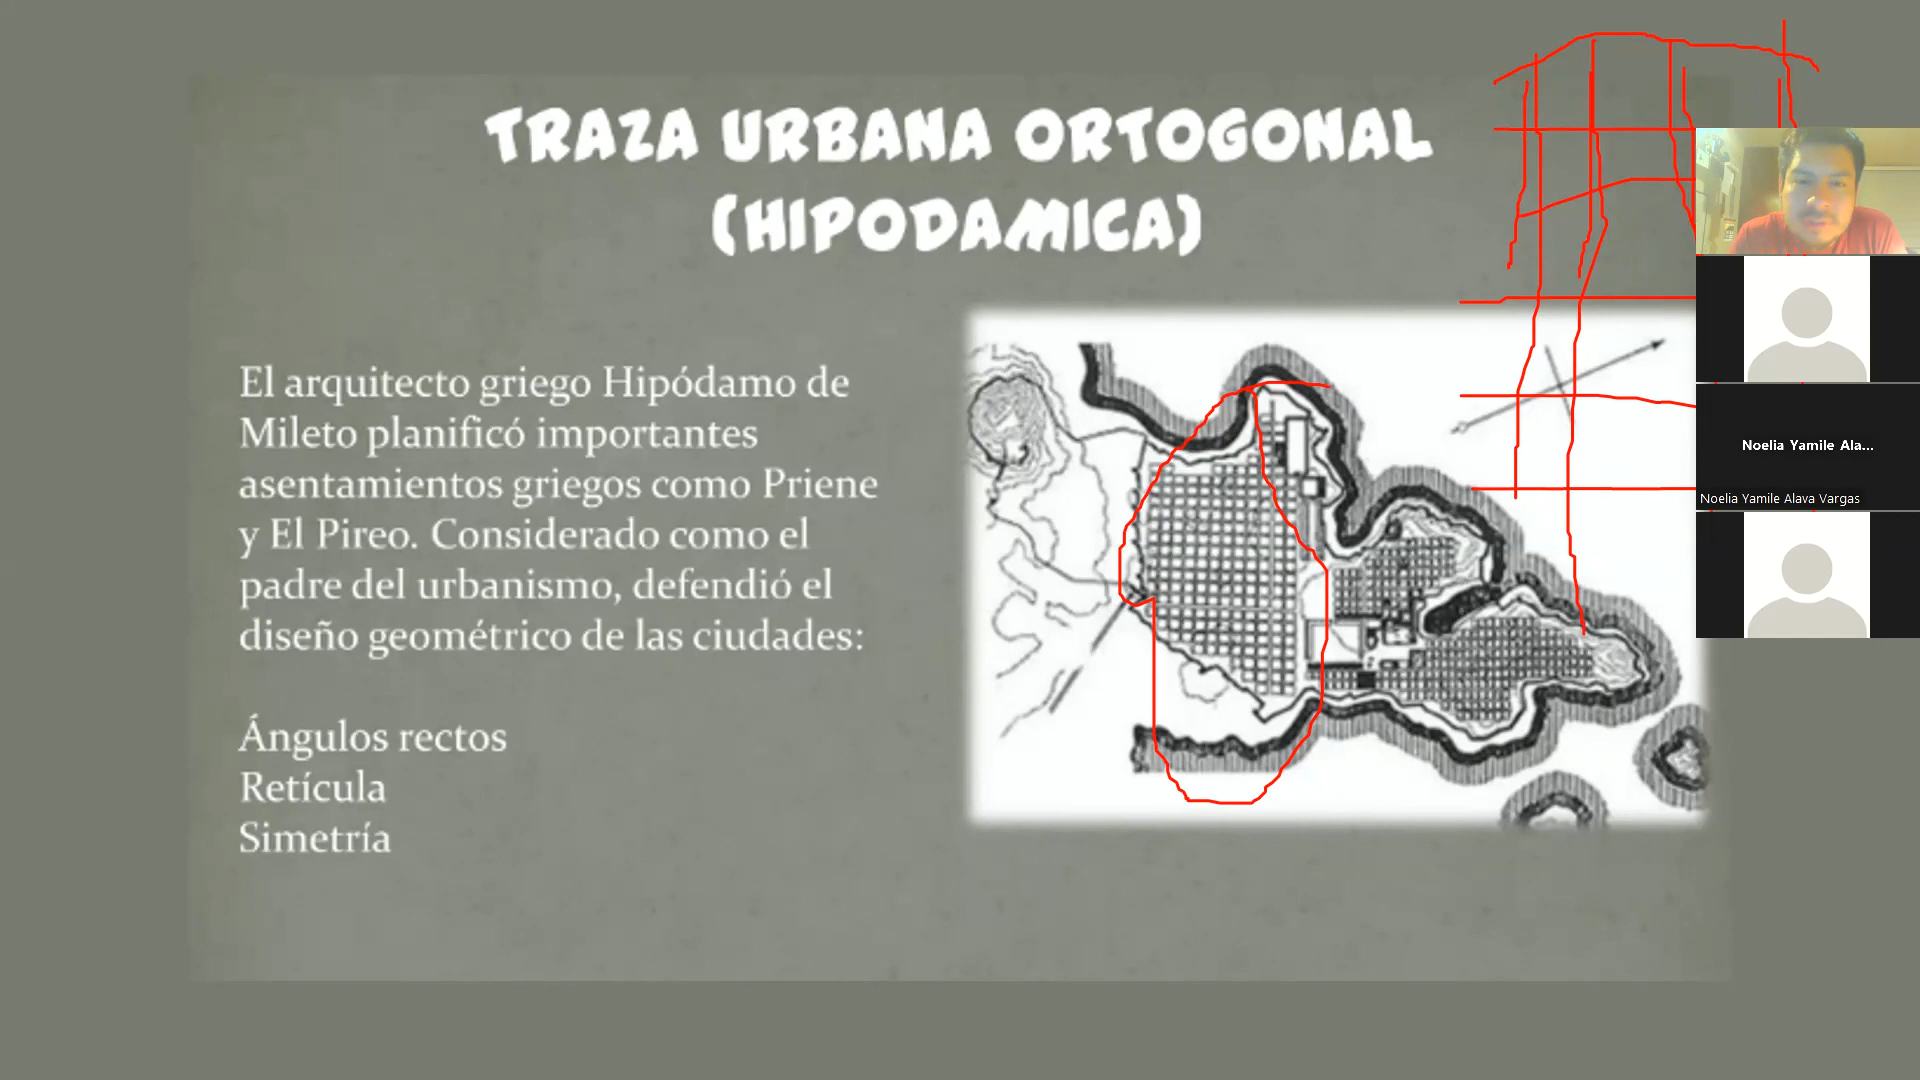 TRAZA URBANA ORTOGONAL
(HIPODAMICA)
El arquitecto griego Hipódamo de
Mileto planificó importantes
asentamientos griegos como Priene
y El Pireo. Considerado como el
padre del urbanismo, defendió el
diseño geométrico de las ciudades:
Ángulos rectos
Retícula
Simetría
Noelia Yamile Ala...
Noelia Yamile Alava Vargas